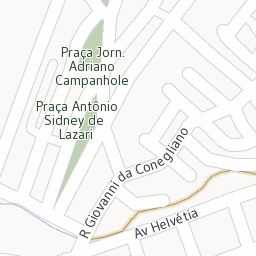 Praça Jorn.
Adriano
Campanhole
Praça Antônio
Sidney de
Lazari
R Giovanni da Conegliano
Av Helvétia